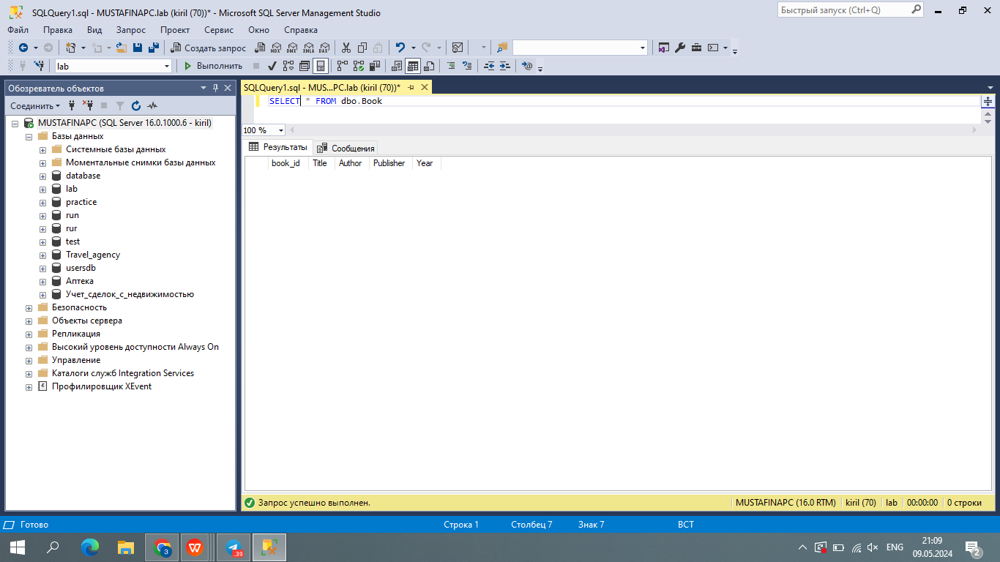 SQLQuery1.sql - MUSTAFINAPC.lab (kiril (70))* - Microsoft SQL Server Management Studio
Быстрый запуск (Ctrl+Q)
Файл Правка Вид Запрос Проект Сервис Окно Справка
Создать запрос MDX DMX XMLA DAX
lab Выполнить
Обозреватель объектов
SQLQuery1.sql - MUS...PC.lab (kiril (70))*
Соединить
SELECT * FROM dbo.Book
100 %
Результаты Сообщения
book_id Title Author Publisher Year
MUSTAFINAPC (SQL Server 16.0.1000.6 - kiril)
Базы данных
Системные базы данных
Моментальные снимки базы данных
database
lab
practice
run
rur
test
Travel_agency
usersdb
Аптека
Учет_сделок_с_недвижимостью
Безопасность
Объекты сервера
Репликация
Высокий уровень доступности Always On
Управление
Каталоги служб Integration Services
Профилировщик XEvent
Запрос успешно выполнен. MUSTAFINAPC (16.0 RTM) kiril (70) lab 00:00:00 0 строки
Готово Строка 1 Столбец 7 Знак 7 ВСТ
3 W 39 ENG 21:09
09.05.2024 2